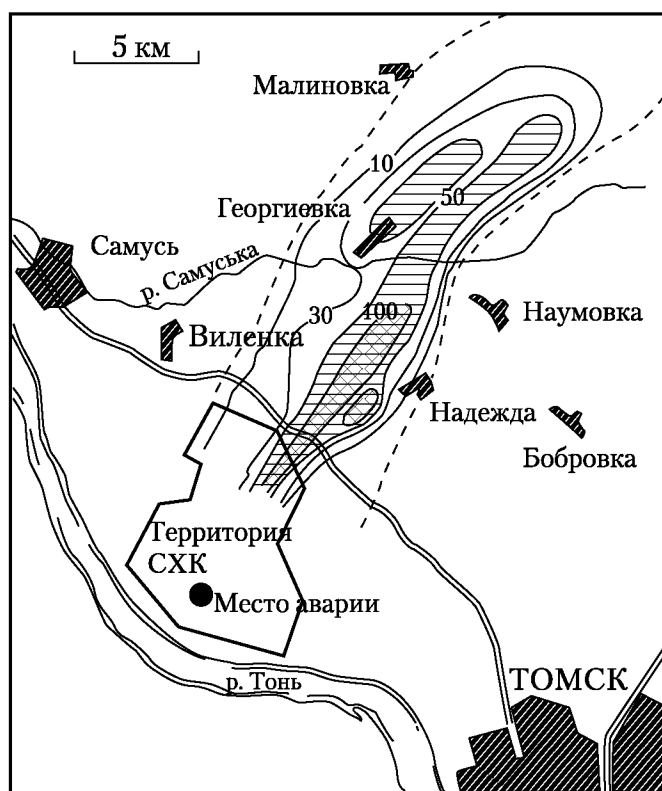 5 км
Малиновка
10
50
Георгиевка
Самусь
р. Самуська
30
100
Виленка
Наумовка
Надежда
Бобровка
Территория
СХК
Место аварии
р. Тонь
ТОМСК